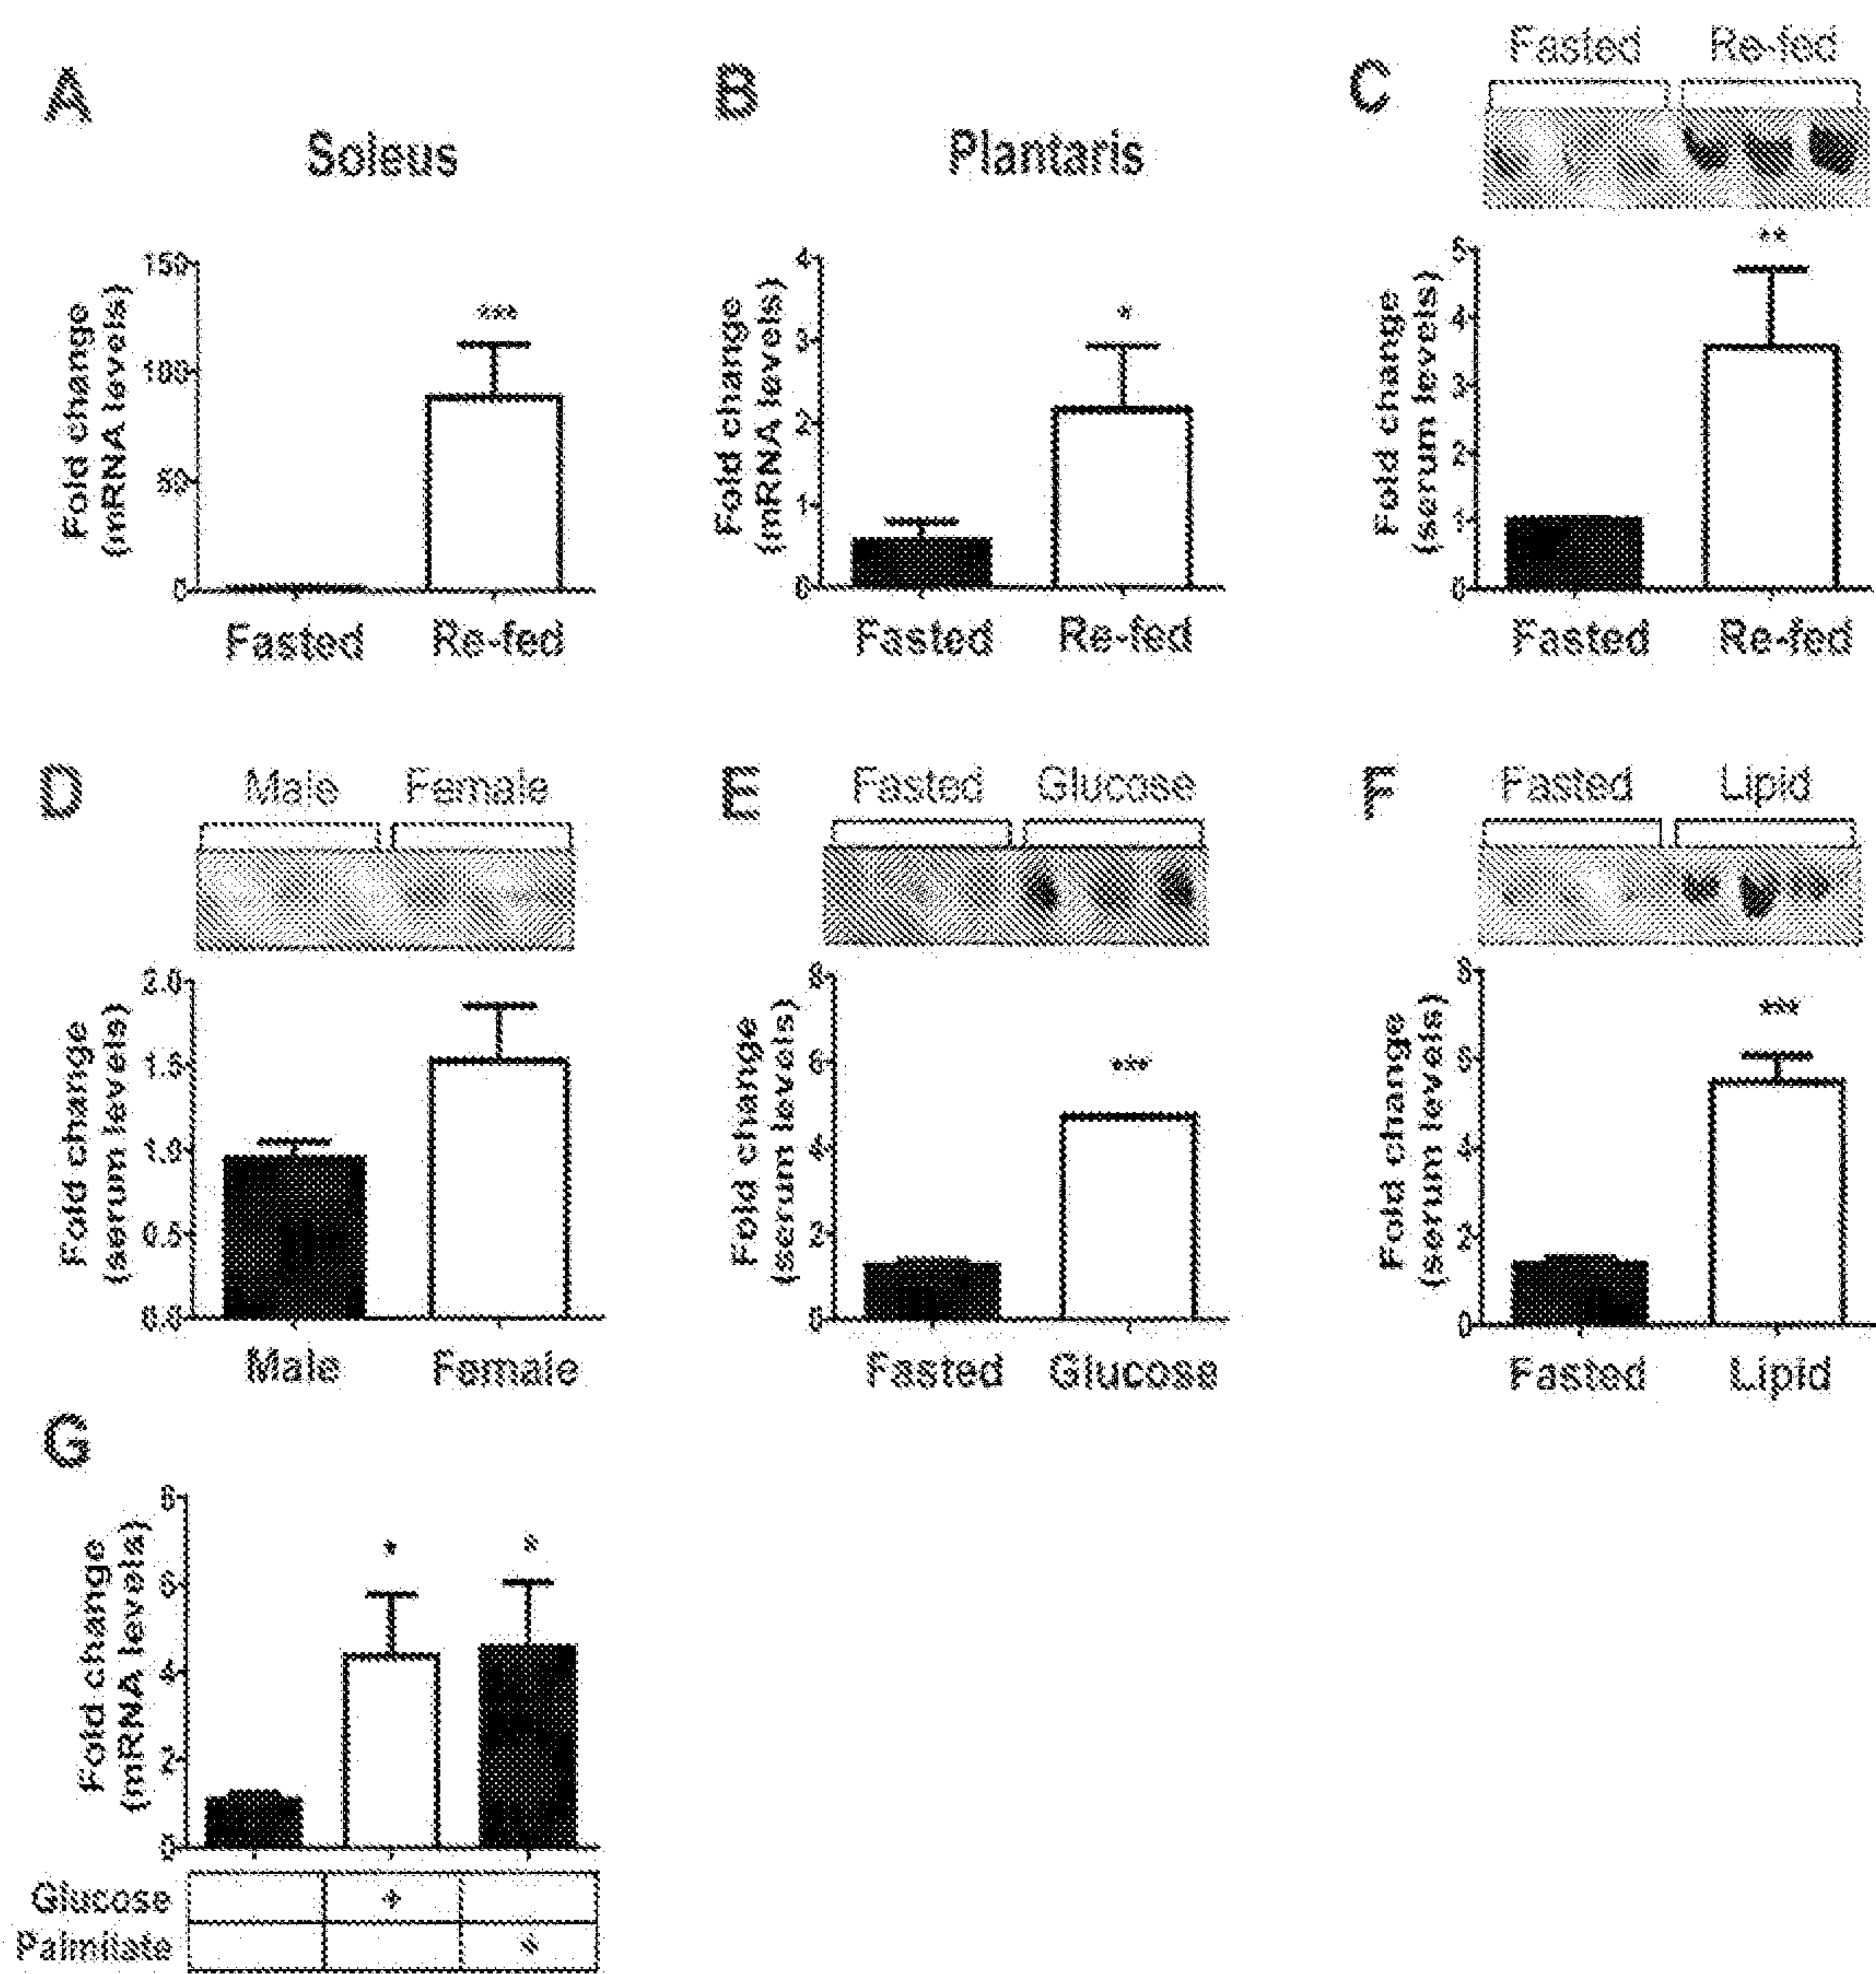 A
Soleus
Fold change
(mRNA levels)
150
100
50
0
***
Fasted Re-fed
B
Plantaris
Fold change
(mRNA levels)
4
3
2
1
0
*
Fasted Re-fed
C
Fasted Re-fed
Fold change
(serum levels)
5
4
3
2
1
0
**
Fasted Re-fed
D
Male Female
Fold change
(serum levels)
2.0
1.5
1.0
0.5
0.0
Male Female
E
Fasted Glucose
Fold change
(serum levels)
8
6
4
2
0
***
Fasted Glucose
F
Fasted Lipid
Fold change
(serum levels)
8
6
4
2
0
***
Fasted Lipid
G
Fold change
(mRNA levels)
8
6
4
2
0
* *
Glucose +
Palmitate +